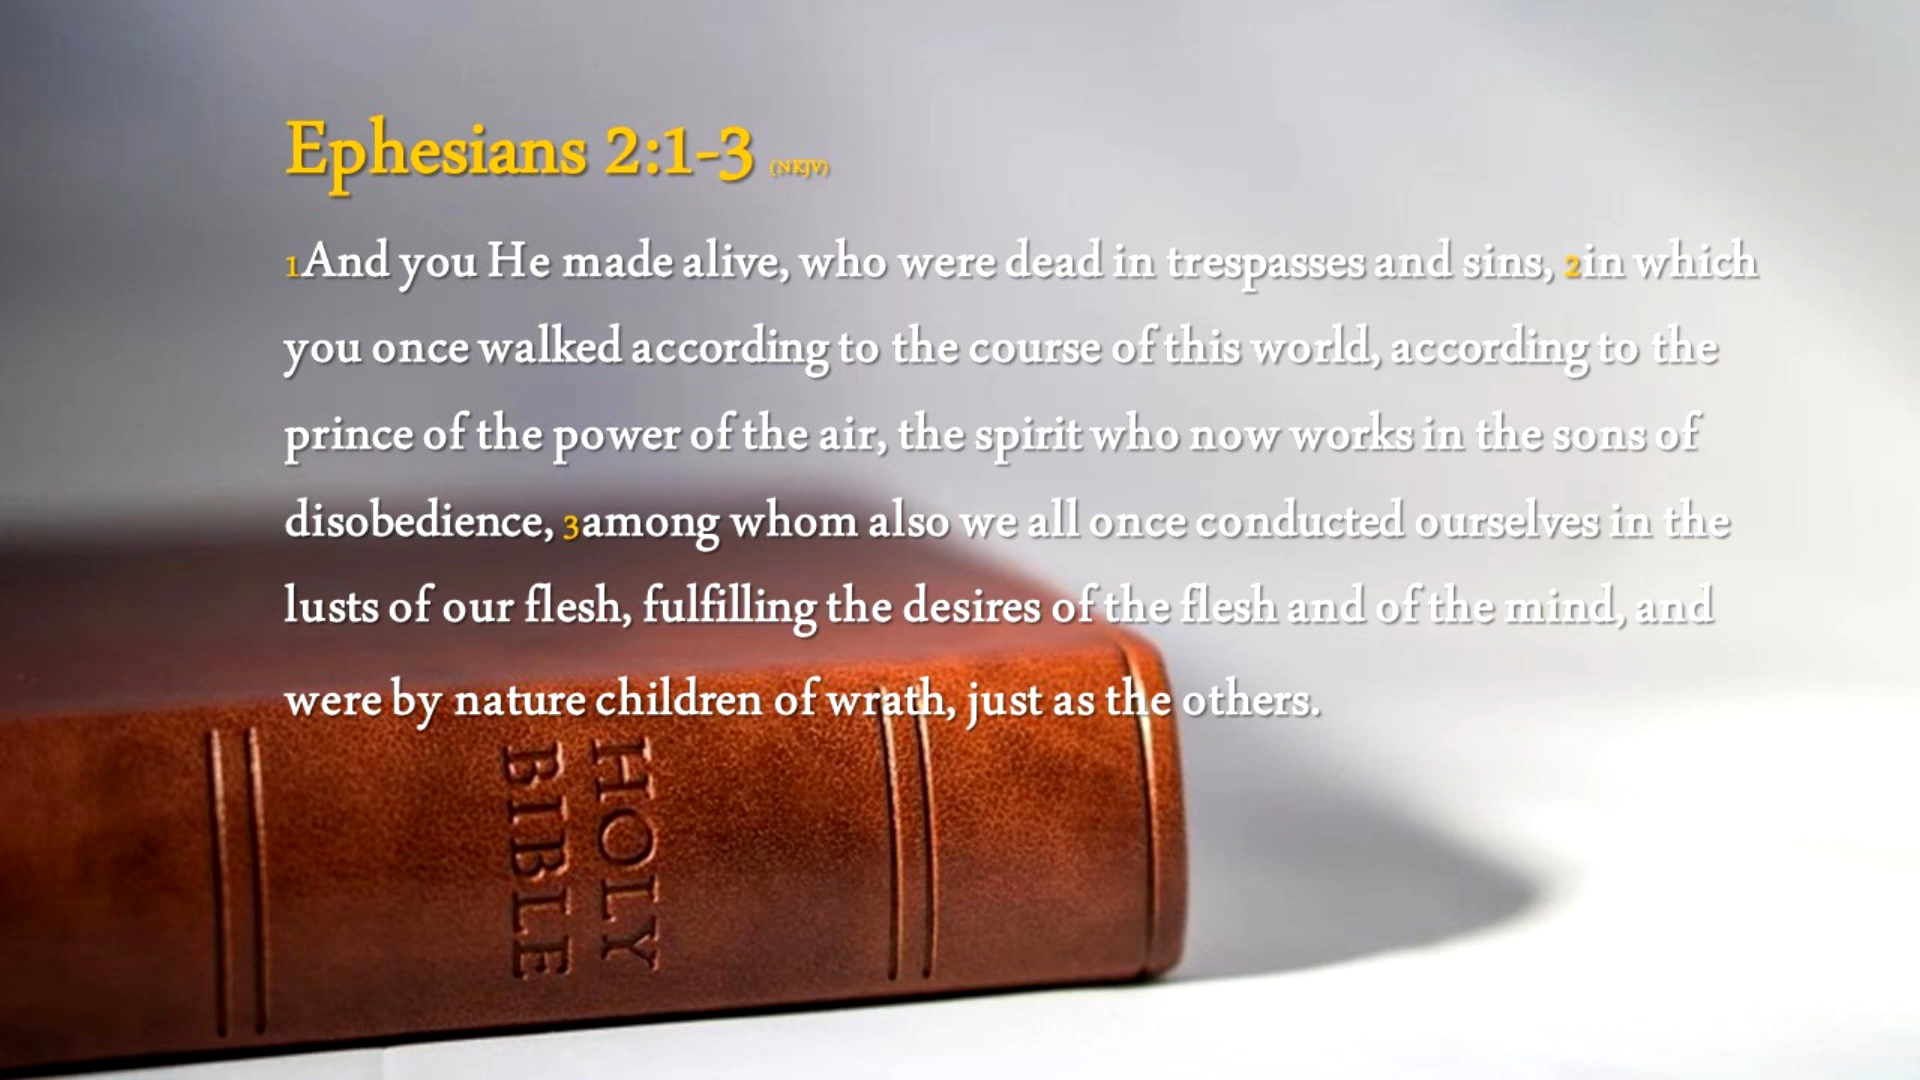 Ephesians 2:1-3 (NKJV)
1And you He made alive, who were dead in trespasses and sins, 2in which
you once walked according to the course of this world, according to the
prince of the power of the air, the spirit who now works in the sons of
disobedience, 3among whom also we all once conducted ourselves in the
lusts of our flesh, fulfilling the desires of the flesh and of the mind, and
were by nature children of wrath, just as the others.
HOLY
BIBLE